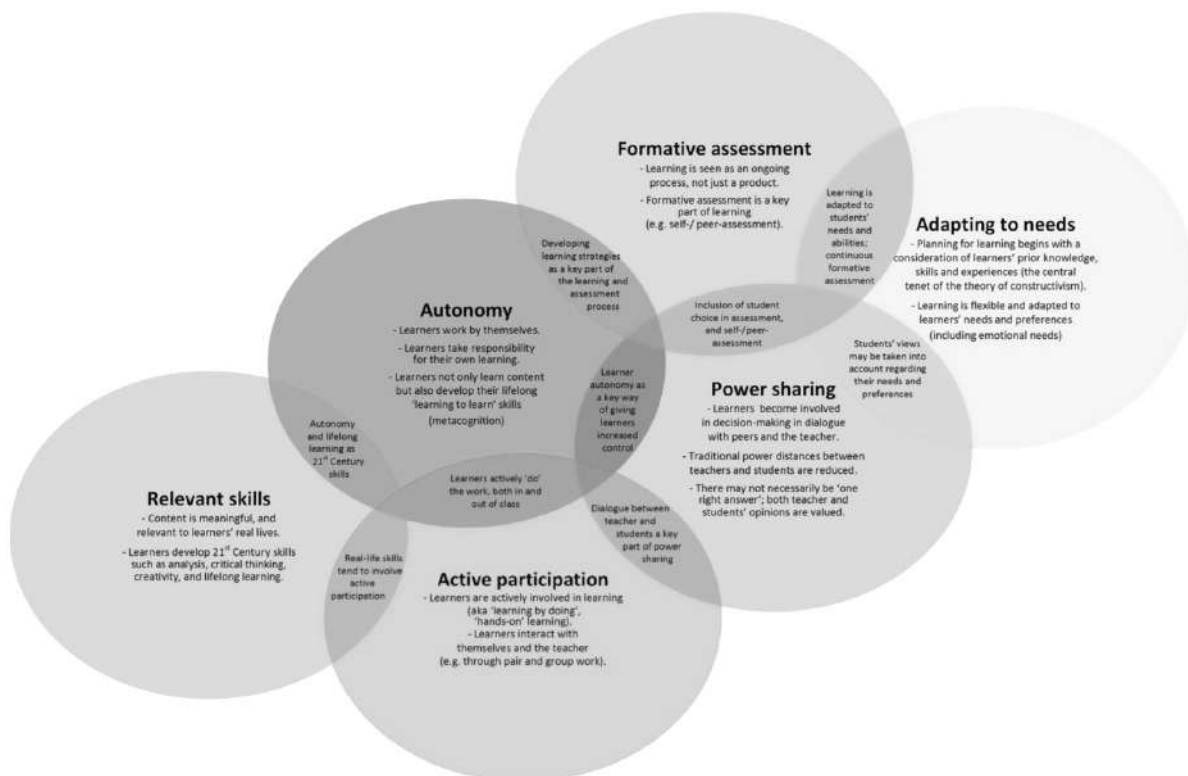 Formative assessment
- Learning is seen as an ongoing
process, not just a product.
- Formative assessment is a key
part of learning
(e.g. self-/ peer-assessment).
Learning is
adapted to
students'
needs and
abilities;
continuous
formative
assessment
Adapting to needs
- Planning for learning begins with a
consideration of learners' prior knowledge,
skills and experiences (the central
tenet of the theory of constructivism).
- Learning is flexible and adapted to
learners' needs and preferences
(including emotional needs)
Developing
learning strategies
as a key part of
the learning and
assessment
process
Autonomy
- Learners work by themselves.
- Learners take responsibility
for their own learning.
- Learners not only learn content
but also develop their lifelong
'learning to learn' skills
(metacognition)
Inclusion of student
choice in assessment,
and self-/peer-
assessment
Students' views
may be taken into
account regarding
their needs and
preferences
Learner
autonomy as
a key way
of giving
learners
increased
control
Power sharing
- Learners become involved
in decision-making in dialogue
with peers and the teacher.
- Traditional power distances between
teachers and students are reduced.
- There may not necessarily be 'one
right answer'; both teacher and
students' opinions are valued.
Autonomy
and lifelong
learning as
21st Century
skills
Learners actively 'do'
the work, both in and
out of class
Relevant skills
- Content is meaningful, and
relevant to learners' real lives.
- Learners develop 21st Century skills
such as analysis, critical thinking,
creativity, and lifelong learning.
Dialogue between
teacher and
students a key
part of power
sharing
Real-life skills
tend to involve
active
participation
Active participation
- Learners are actively involved in learning
(aka 'learning by doing',
'hands-on' learning).
- Learners interact with
themselves and the teacher
(e.g. through pair and group work).